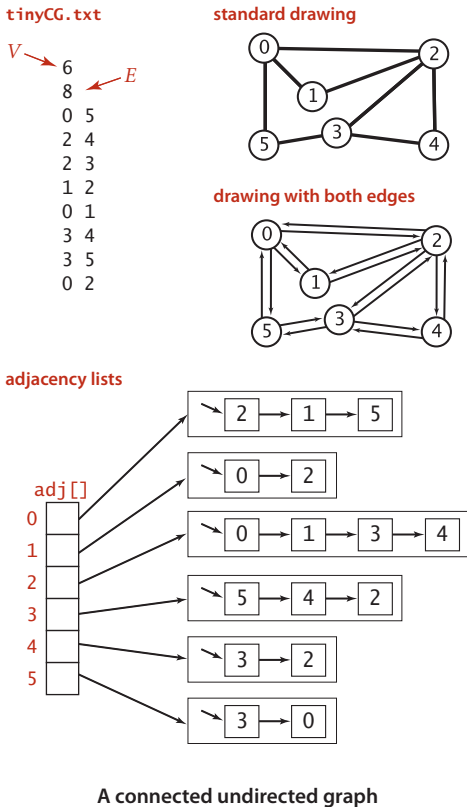 tinyCG.txt
V
6
8
E
0 5
2 4
2 3
1 2
0 1
3 4
3 5
0 2
standard drawing
0
2
1
3
5
4
drawing with both edges
0
2
1
3
5
4
adjacency lists
adj[]
0
1
2
3
4
5
2 1 5
0 2
0 1 3 4
5 4 2
3 2
3 0
A connected undirected graph